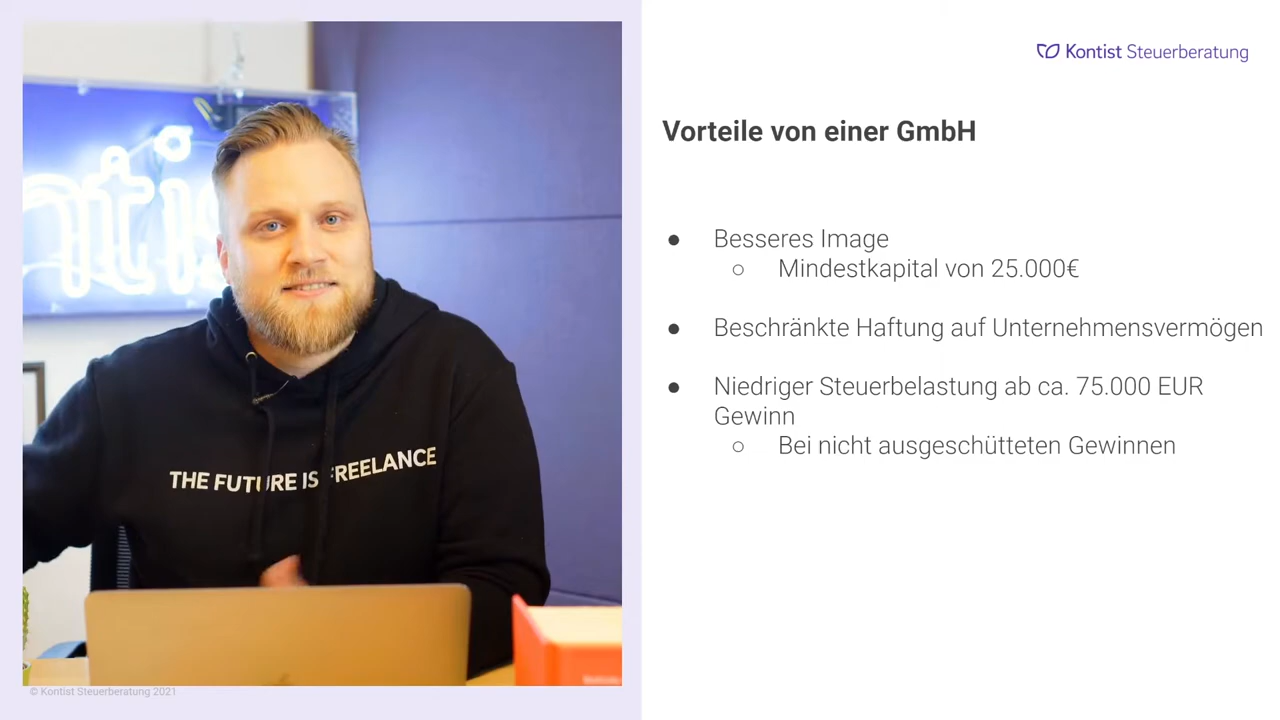 Kontist Steuerberatung
Vorteile von einer GmbH
● Besseres Image
○ Mindestkapital von 25.000€
● Beschränkte Haftung auf Unternehmensvermögen
● Niedriger Steuerbelastung ab ca. 75.000 EUR
Gewinn
○ Bei nicht ausgeschütteten Gewinnen
THE FUTURE IS FREELANCE
© Kontist Steuerberatung 2021